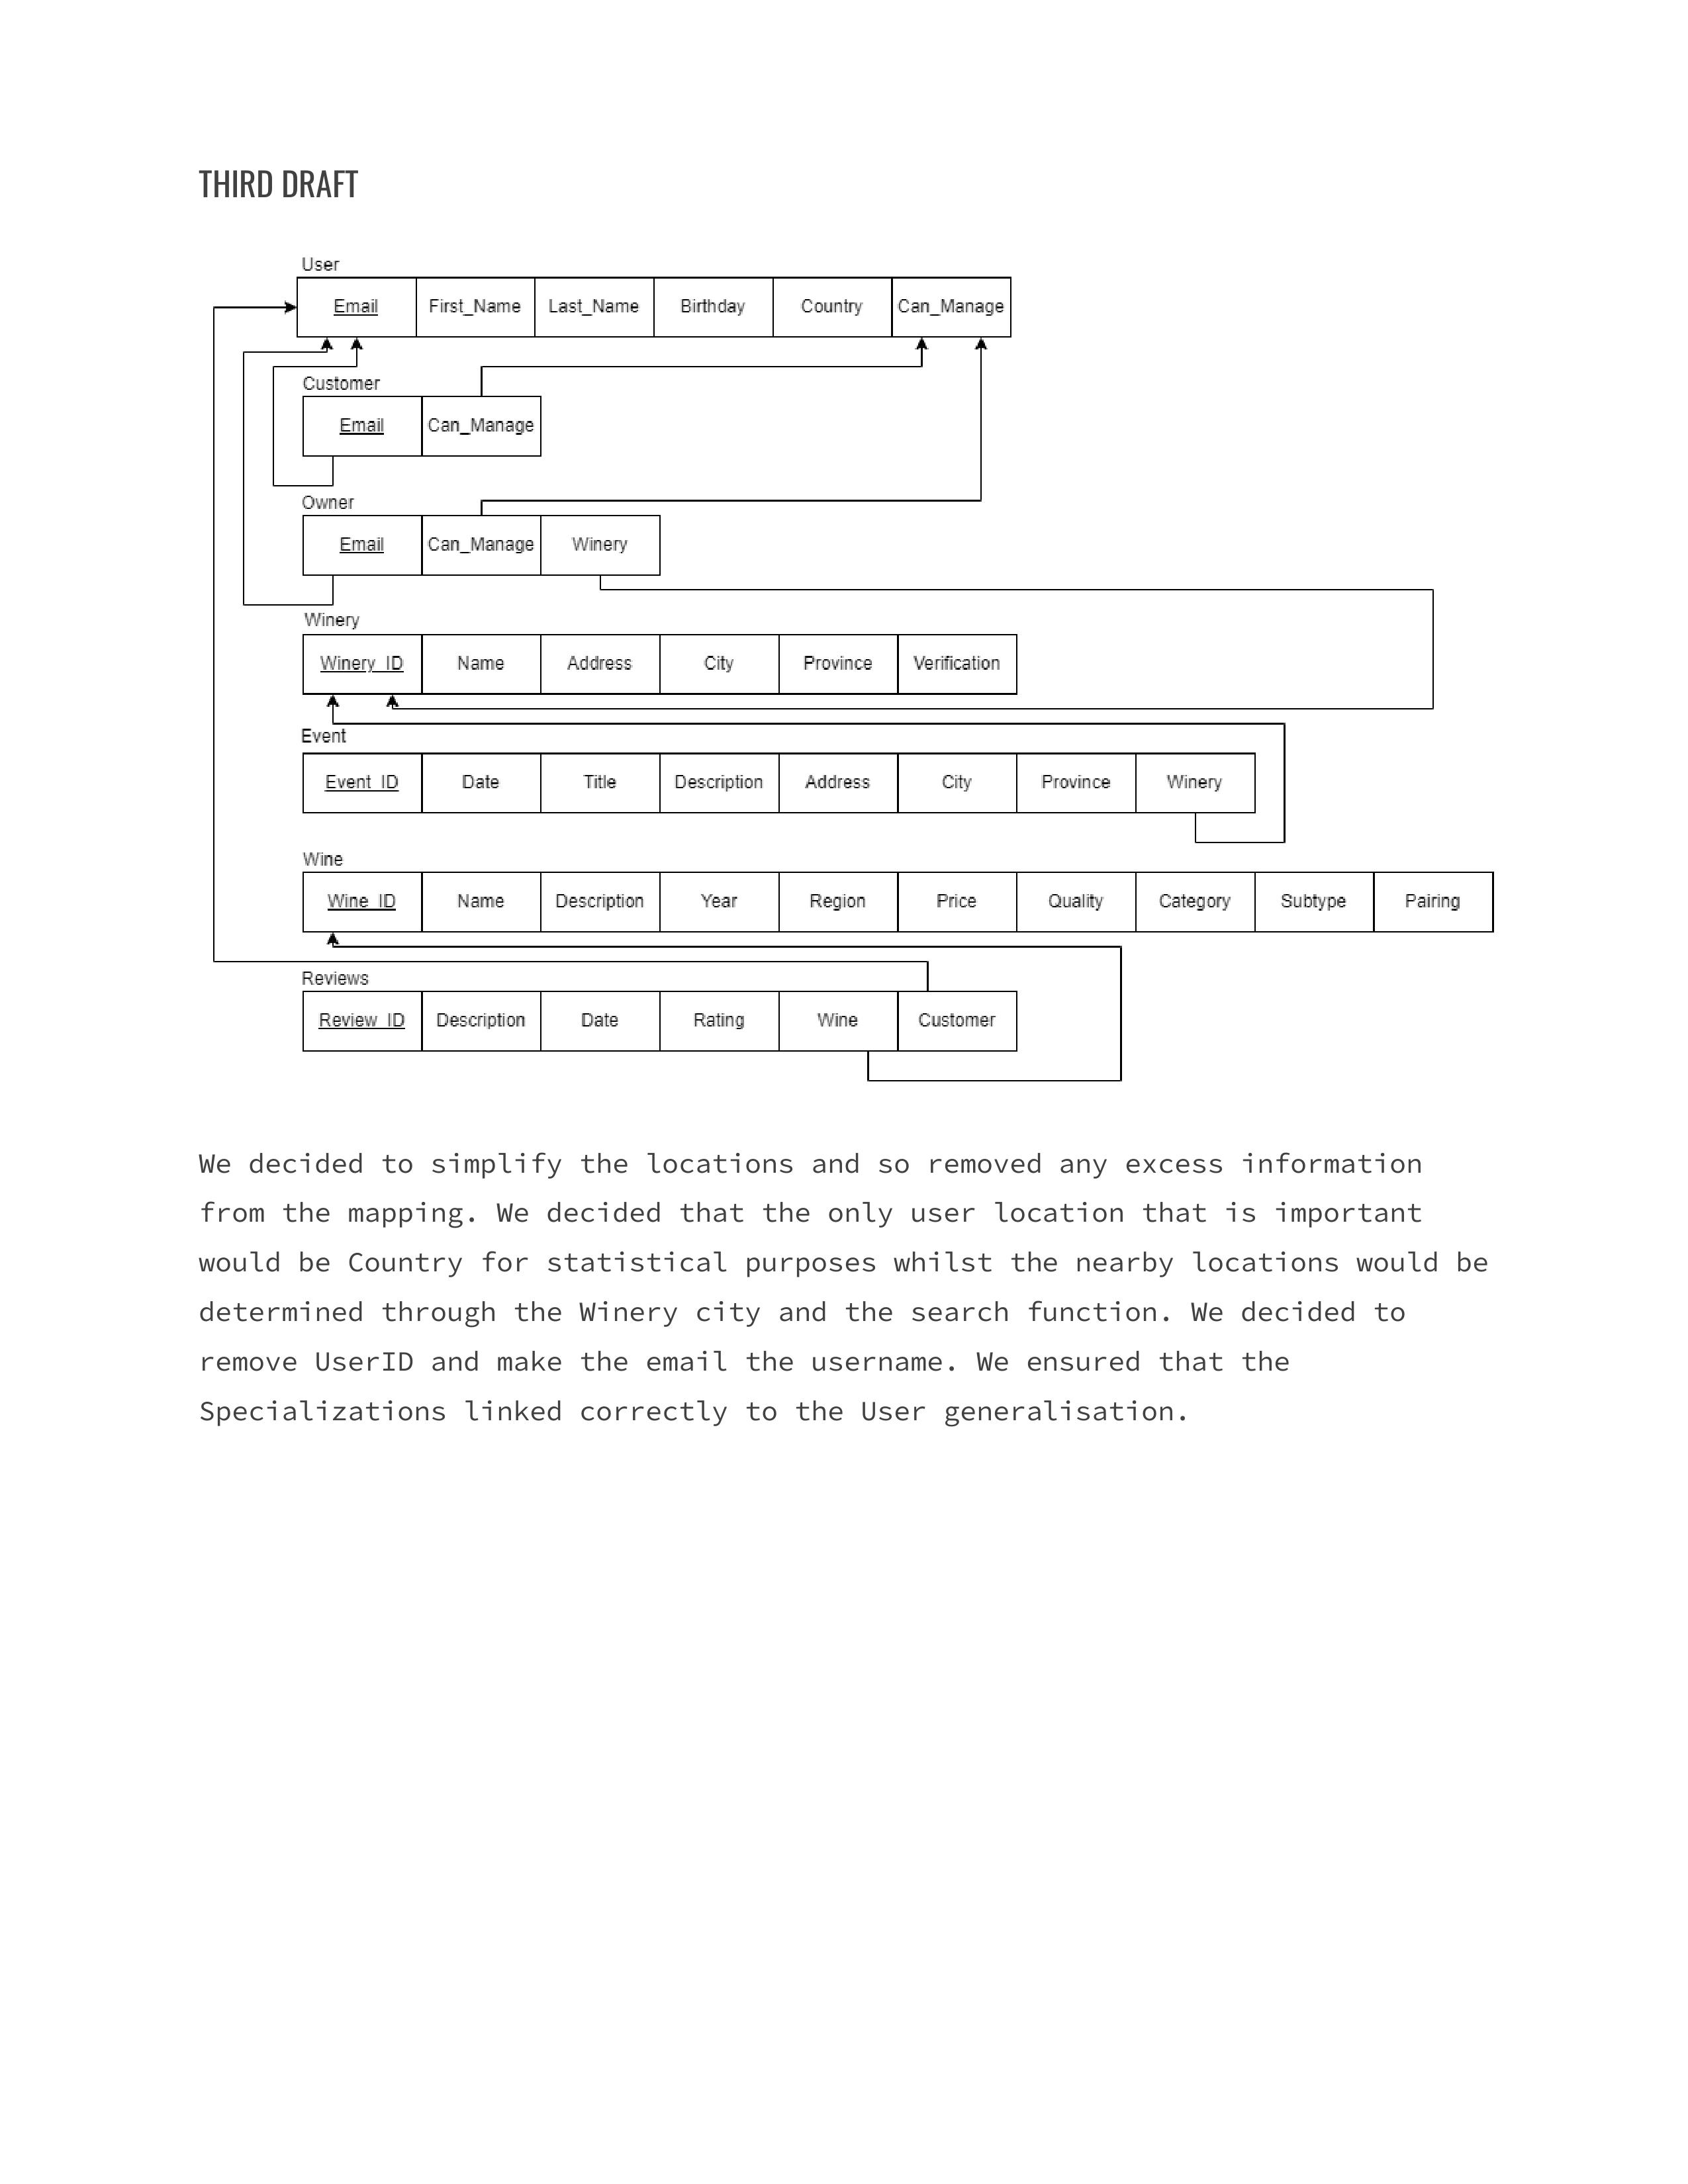 THIRD DRAFT
User
Email First_Name Last_Name Birthday Country Can_Manage
Customer
Email Can_Manage
Owner
Email Can_Manage Winery
Winery
Winery_ID Name Address City Province Verification
Event
Event_ID Date Title Description Address City Province Winery
Wine
Wine_ID Name Description Year Region Price Quality Category Subtype Pairing
Reviews
Review_ID Description Date Rating Wine Customer
We decided to simplify the locations and so removed any excess information
from the mapping. We decided that the only user location that is important
would be Country for statistical purposes whilst the nearby locations would be
determined through the Winery city and the search function. We decided to
remove UserID and make the email the username. We ensured that the
Specializations linked correctly to the User generalisation.